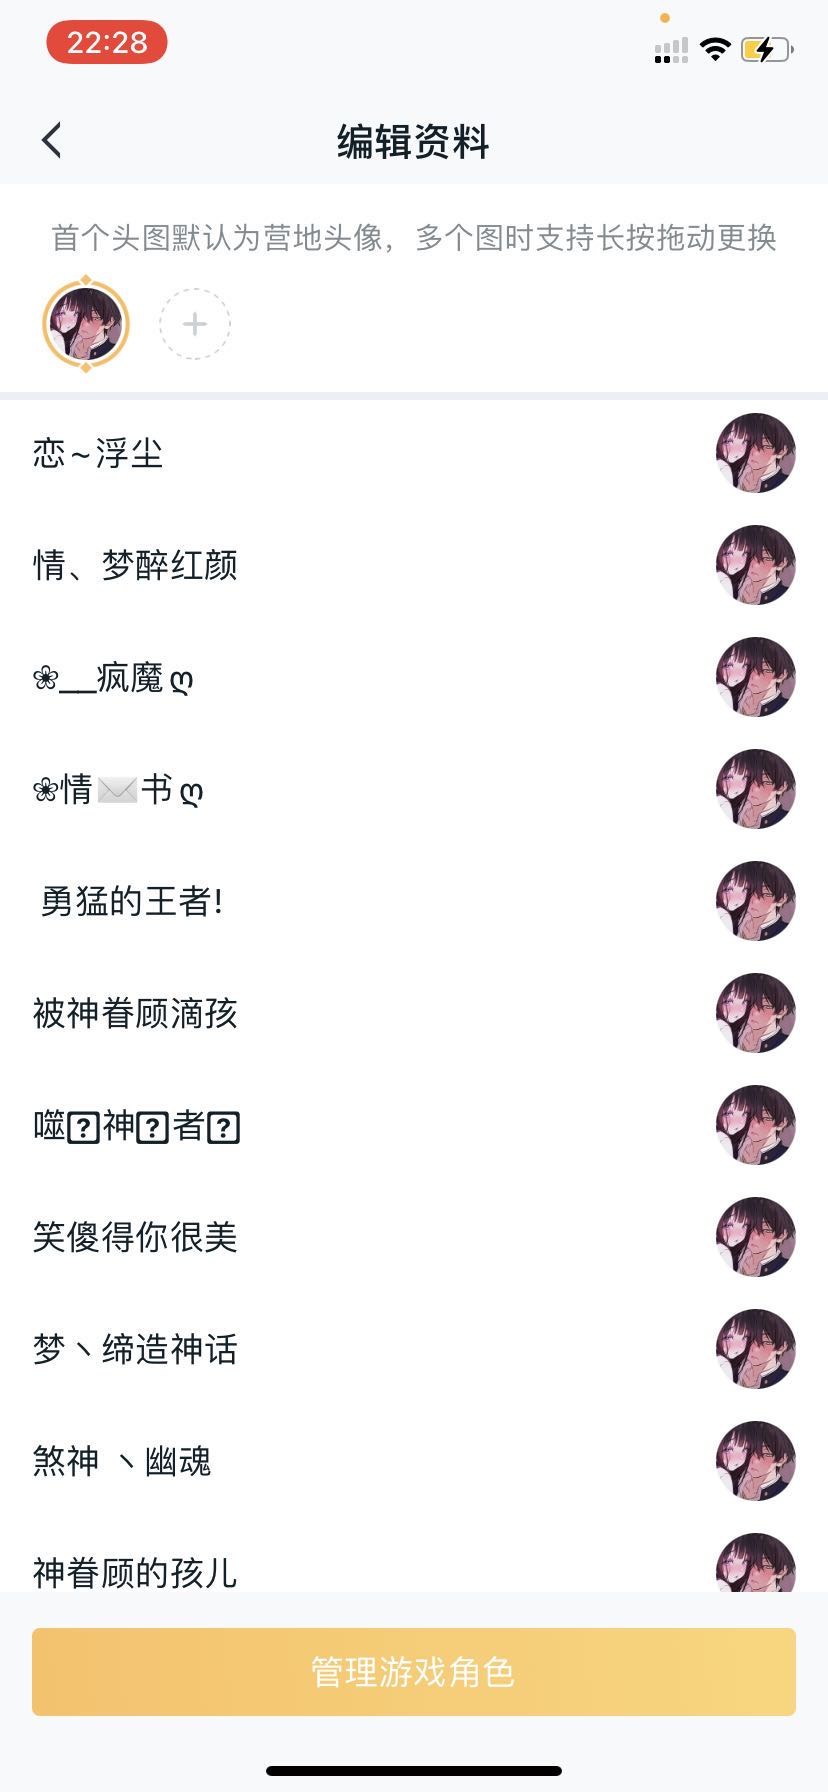 22:28
编辑资料
首个头图默认为营地头像，多个图时支持长按拖动更换
恋~浮尘
情、梦醉红颜
❀__疯魔ღ
❀情✉️书ღ
勇猛的王者!
被神眷顾滴孩
噬⍰神⍰者⍰
笑傻得你很美
梦丶缔造神话
煞神 丶幽魂
神眷顾的孩儿
管理游戏角色